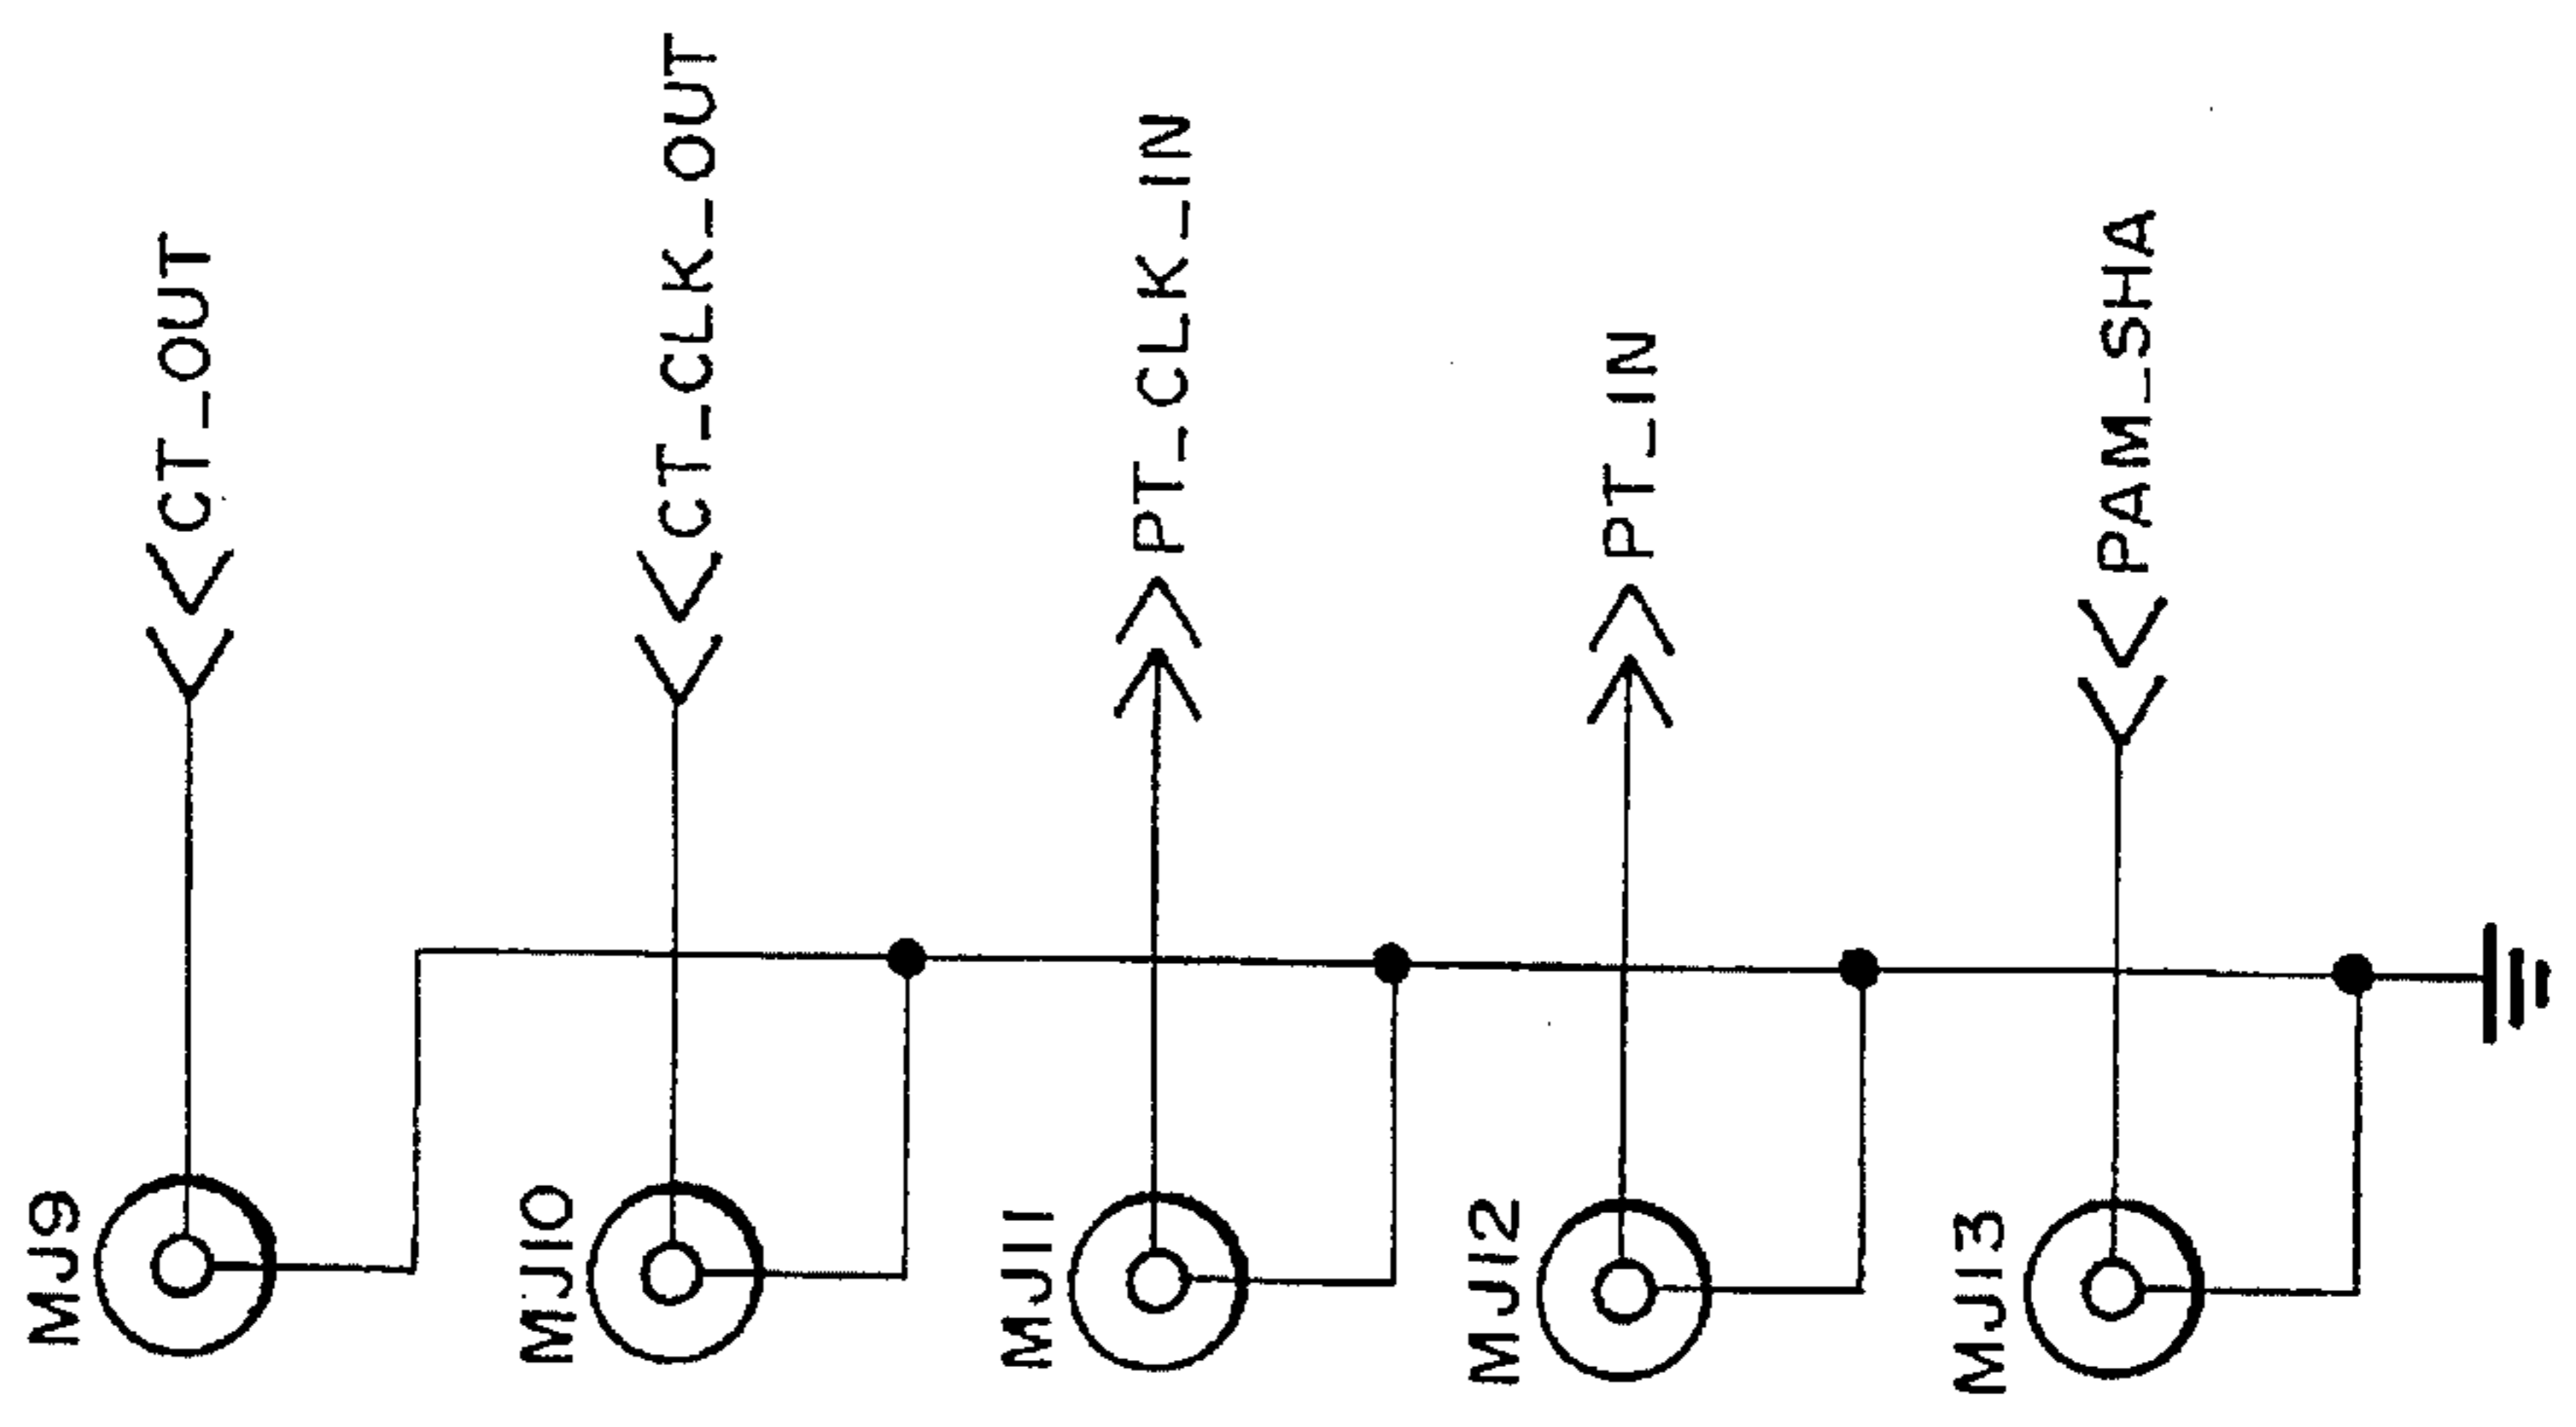 MJ9
CT_OUT
MJ10
CT_CLK_OUT
MJ11
PT_CLK_IN
MJ12
PT_IN
MJ13
PAM_SHA